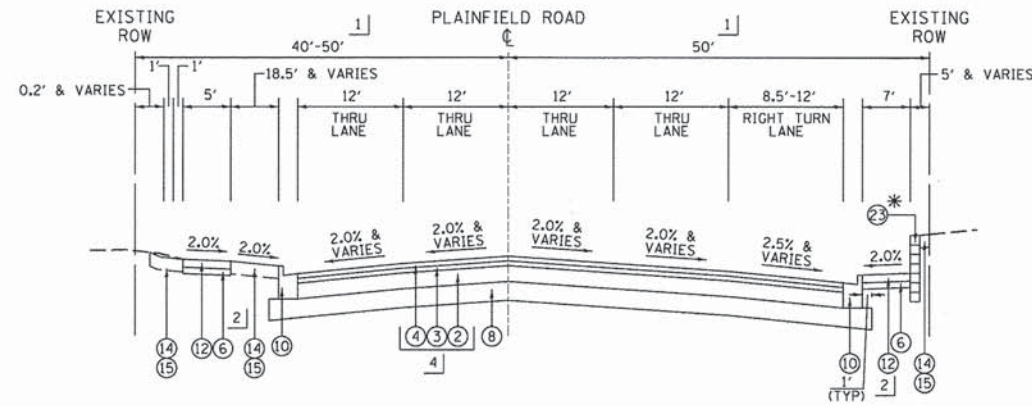 EXISTING ROW
PLAINFIELD ROAD
℄
EXISTING ROW
1
1
40'-50'
50'
1'
1'
18.5' & VARIES
5' & VARIES
0.2' & VARIES
5'
12'
12'
12'
12'
8.5'-12'
7'
THRU LANE
THRU LANE
THRU LANE
THRU LANE
RIGHT TURN LANE
*
23
2.0%
2.0%
2.0% & VARIES
2.0% & VARIES
2.0% & VARIES
2.0% & VARIES
2.5% & VARIES
2.0%
14
15
12
6
2
14
15
10
4
3
2
8
4
10
1' (TYP)
2
12
6
14
15